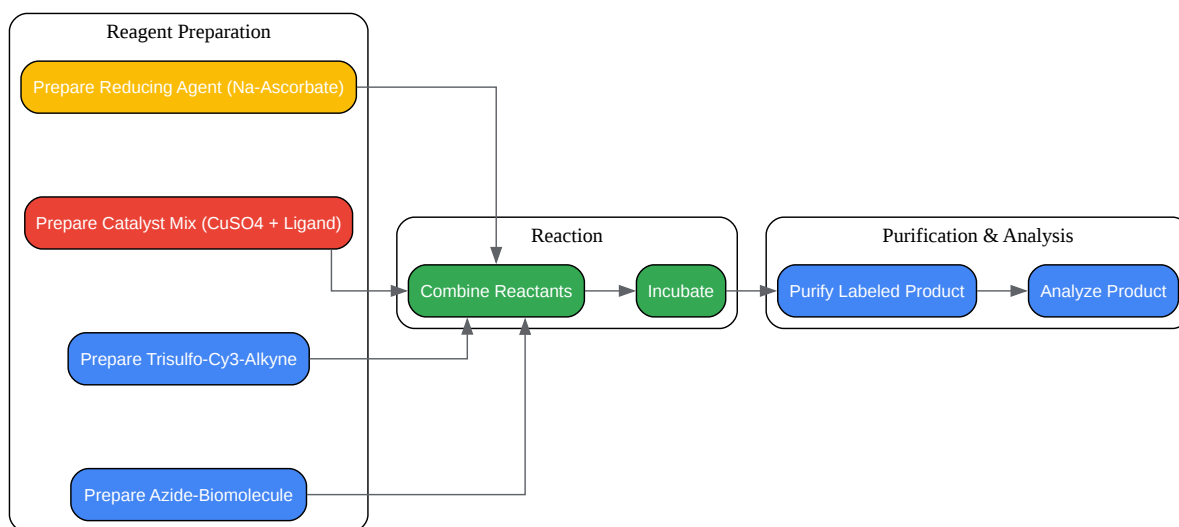 Reagent Preparation
Prepare Reducing Agent (Na-Ascorbate)
Prepare Catalyst Mix (CuSO4 + Ligand)
Prepare Trisulfo-Cy3-Alkyne
Prepare Azide-Biomolecule
Reaction
Combine Reactants
Incubate
Purification & Analysis
Purify Labeled Product
Analyze Product